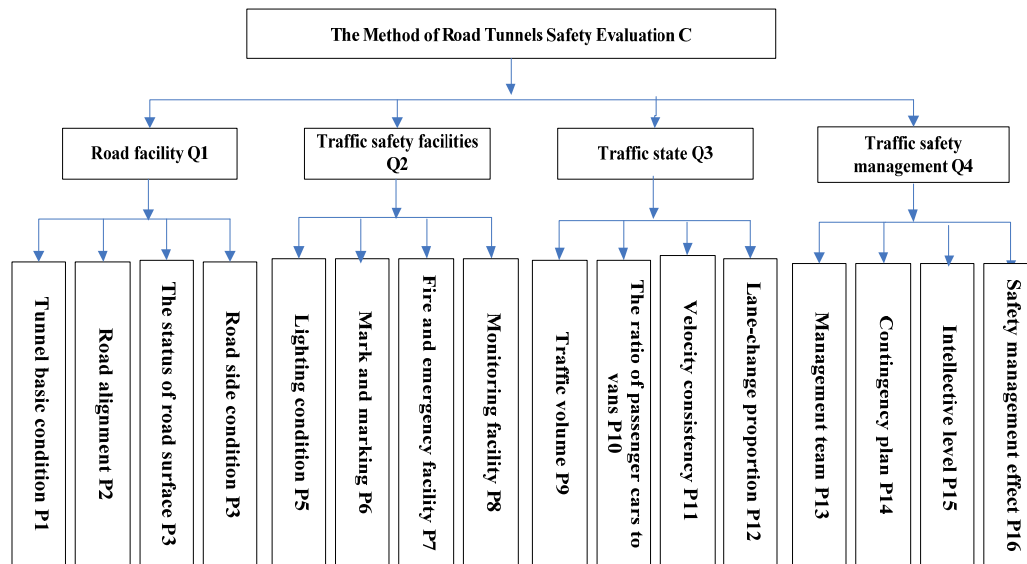 The Method of Road Tunnels Safety Evaluation C
Road facility Q1
Traffic safety facilities
Q2
Traffic state Q3
Traffic safety
management Q4
Tunnel basic condition P1
Road alignment P2
The status of road surface P3
Road side condition P3
Lighting condition P5
Mark and marking P6
Fire and emergency facility P7
Monitoring facility P8
Traffic volume P9
The ratio of passenger cars to
vans P10
Velocity consistency P11
Lane-change proportion P12
Management team P13
Contingency plan P14
Intellective level P15
Safety management effect P16